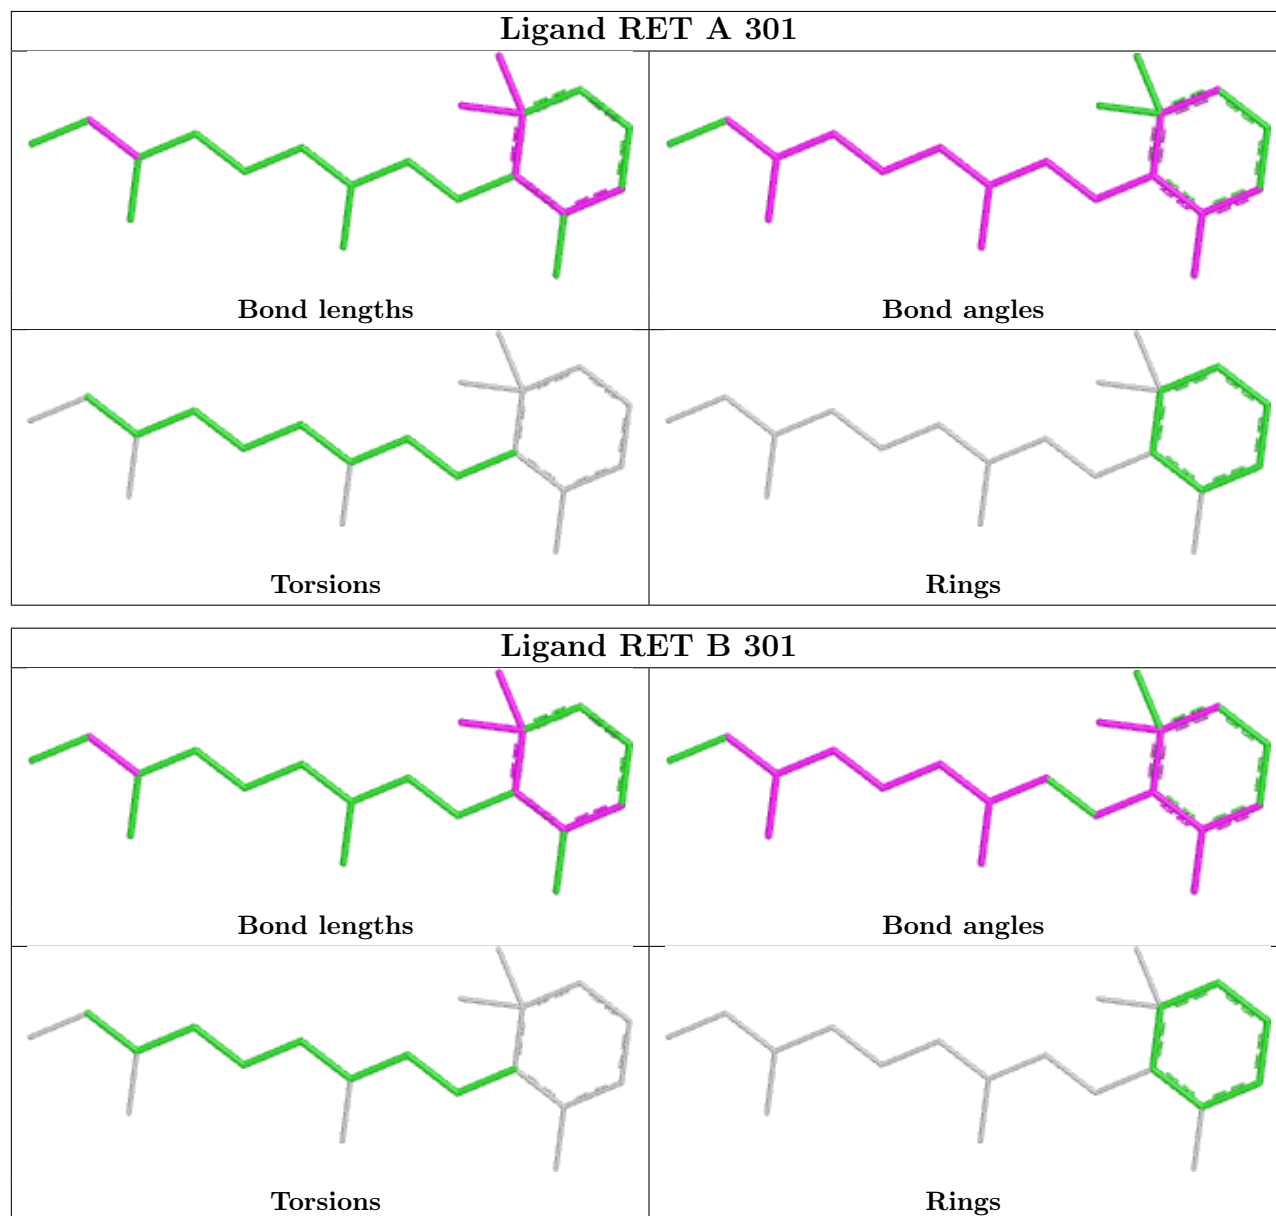 Ligand RET A 301
Bond lengths
Bond angles
Torsions
Rings
Ligand RET B 301
Bond lengths
Bond angles
Torsions
Rings